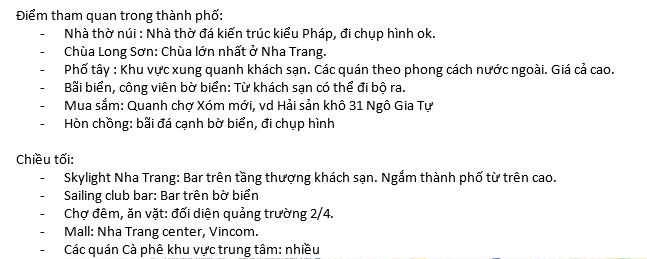 Điểm tham quan trong thành phố:
- Nhà thờ núi : Nhà thờ đá kiến trúc kiểu Pháp, đi chụp hình ok.
- Chùa Long Sơn: Chùa lớn nhất ở Nha Trang.
- Phố tây : Khu vực xung quanh khách sạn. Các quán theo phong cách nước ngoài. Giá cả cao.
- Bãi biển, công viên bờ biển: Từ khách sạn có thể đi bộ ra.
- Mua sắm: Quanh chợ Xóm mới, vd Hải sản khô 31 Ngô Gia Tự
- Hòn chồng: bãi đá cạnh bờ biển, đi chụp hình
Chiều tối:
- Skylight Nha Trang: Bar trên tầng thượng khách sạn. Ngắm thành phố từ trên cao.
- Sailing club bar: Bar trên bờ biển
- Chợ đêm, ăn vặt: đối diện quảng trường 2/4.
- Mall: Nha Trang center, Vincom.
- Các quán Cà phê khu vực trung tâm: nhiều